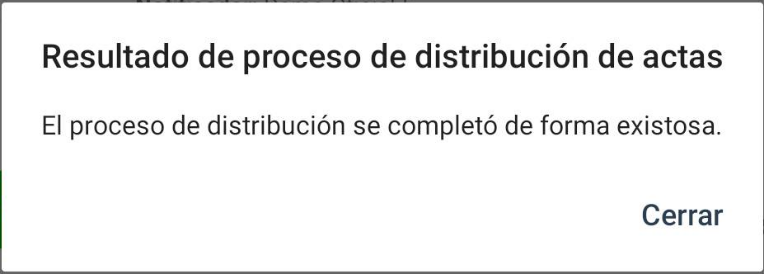 Resultado de proceso de distribución de actas
El proceso de distribución se completó de forma existosa.
Cerrar